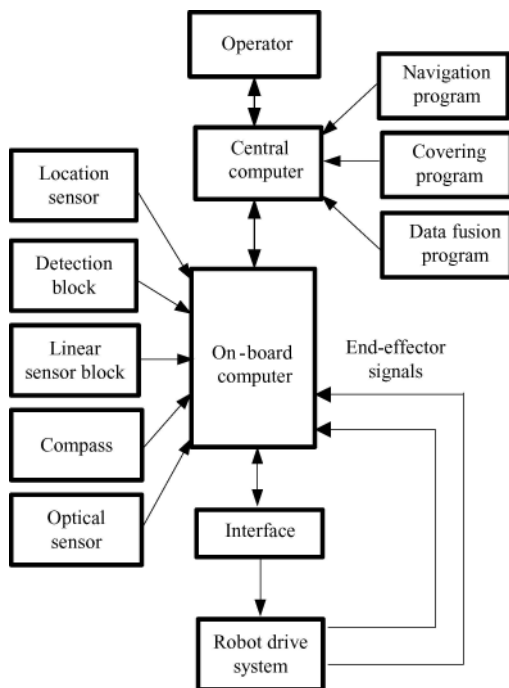 Operator
Navigation
program
Central
computer
Covering
program
Location
sensor
Data fusion
program
Detection
block
Linear
sensor block
On-board
computer
End-effector
signals
Compass
Optical
sensor
Interface
Robot drive
system